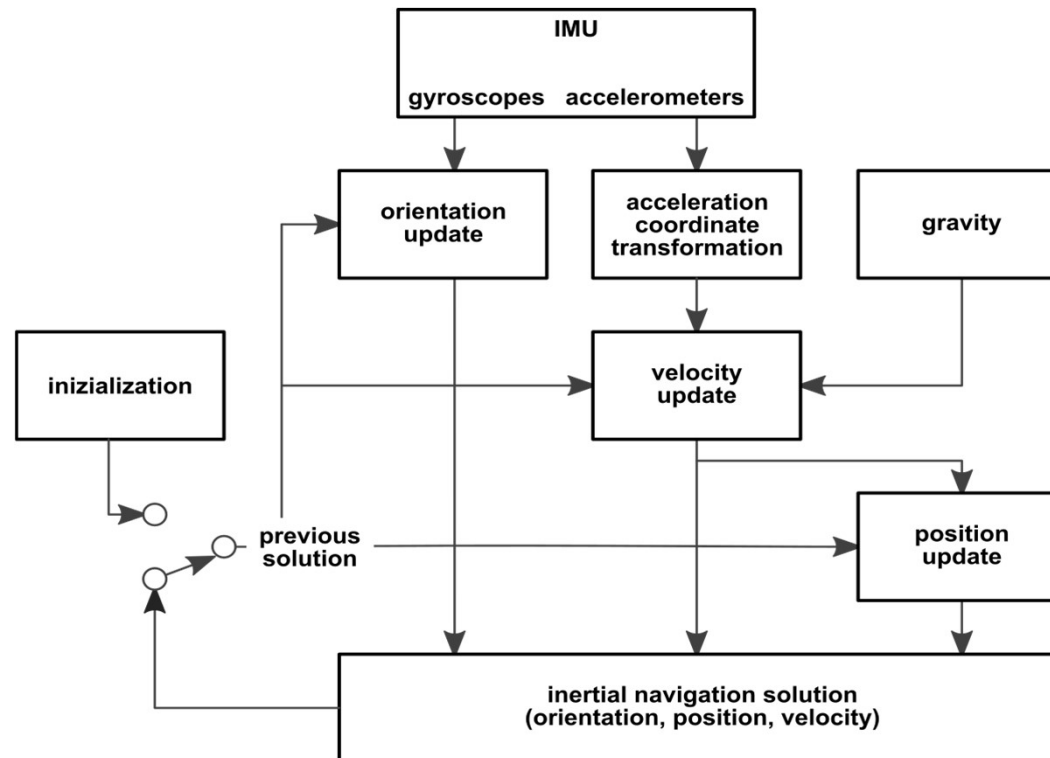 IMU
gyroscopes accelerometers
orientation
update
acceleration
coordinate
transformation
gravity
inizialization
velocity
update
previous
solution
position
update
inertial navigation solution
(orientation, position, velocity)